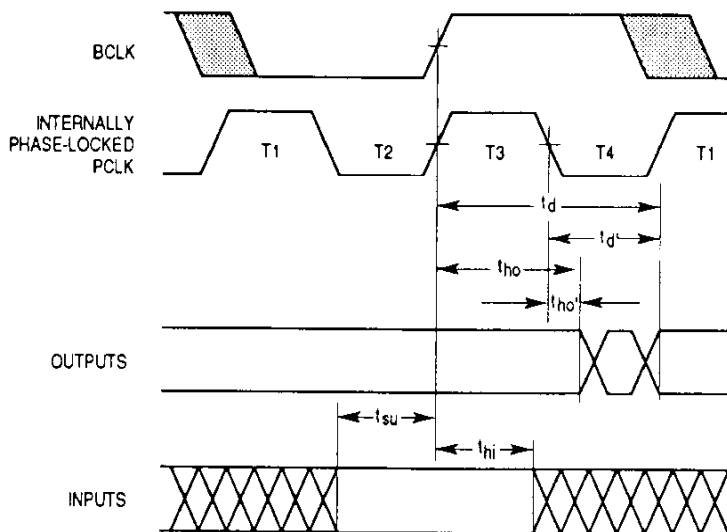 BCLK
INTERNALLY
PHASE-LOCKED
PCLK
T1 T2 T3 T4 T1
td
td'
tho
tho'
OUTPUTS
tsu
thi
INPUTS